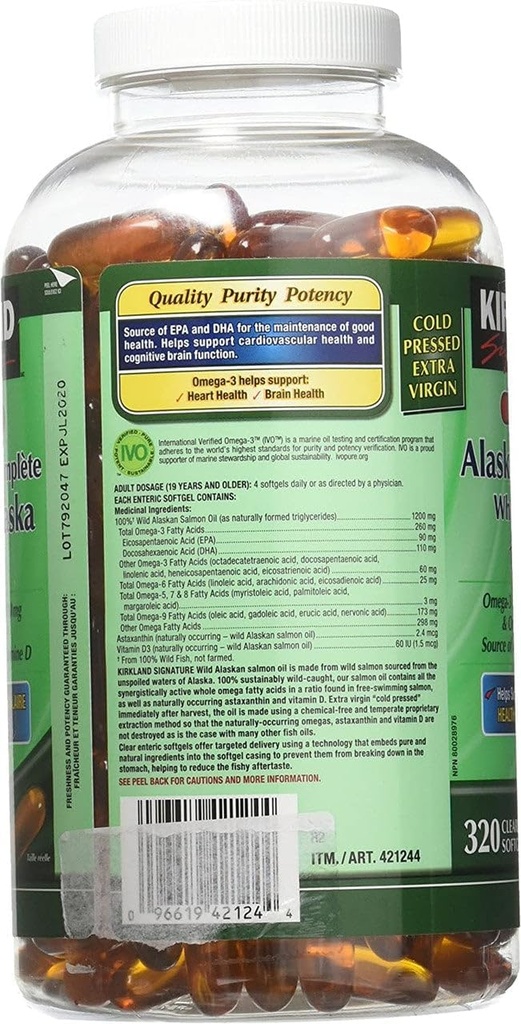 Quality Purity Potency
Source of EPA and DHA for the maintenance of good
health. Helps support cardiovascular health and
cognitive brain function.
Omega-3 helps support:
✓ Heart Health ✓ Brain Health
COLD
PRESSED
EXTRA
VIRGIN
IVO
International Verified Omega-3™ (IVO™) is a marine oil testing and certification program that
adheres to the world's highest standards for purity and potency verification. IVO is a proud
supporter of marine stewardship and global sustainability. ivopure.org
ADULT DOSAGE (19 YEARS AND OLDER): 4 softgels daily or as directed by a physician.
EACH ENTERIC SOFTGEL CONTAINS:
Medicinal Ingredients:
100%† Wild Alaskan Salmon Oil (as naturally formed triglycerides) 1200 mg
Total Omega-3 Fatty Acids 260 mg
Eicosapentaenoic Acid (EPA) 90 mg
Docosahexaenoic Acid (DHA) 110 mg
Other Omega-3 Fatty Acids (octadecatetraenoic acid, docosapentaenoic acid,
linolenic acid, heneicosapentaenoic acid, eicosatrienoic acid) 60 mg
Total Omega-6 Fatty Acids (linoleic acid, arachidonic acid, eicosadienoic acid) 25 mg
Total Omega-5, 7 & 8 Fatty Acids (myristoleic acid, palmitoleic acid,
margaroleic acid) 3 mg
Total Omega-9 Fatty Acids (oleic acid, gadoleic acid, erucic acid, nervonic acid) 173 mg
Other Omega Fatty Acids 298 mg
Astaxanthin (naturally occurring – wild Alaskan salmon oil) 2.4 mcg
Vitamin D3 (naturally occurring – wild Alaskan salmon oil) 60 IU (1.5 mcg)
† From 100% Wild Fish, not farmed.
KIRKLAND SIGNATURE Wild Alaskan salmon oil is made from wild salmon sourced from the
unspoiled waters of Alaska. 100% sustainably wild-caught, our salmon oil contains all the
synergistically active whole omega fatty acids in a ratio found in free-swimming salmon,
as well as naturally occurring astaxanthin and vitamin D. Extra virgin "cold pressed"
immediately after harvest, the oil is made using a chemical-free and temperate proprietary
extraction method so that the naturally-occurring omegas, astaxanthin and vitamin D are
not destroyed as is the case with many other fish oils.
Clear enteric softgels offer targeted delivery using a technology that embeds pure and
natural ingredients into the softgel casing to prevent them from breaking down in the
stomach, helping to reduce the fishy aftertaste.
SEE PEEL BACK FOR CAUTIONS AND MORE INFORMATION.
ITM. / ART. 421244
0 96619 42124 4
NPN 80028976
LOT792047 EXPJL2020
FRESHNESS AND POTENCY GUARANTEED THROUGH:
FRAÎCHEUR ET TENEUR GARANTIES JUSQU'AU :
Taille réelle
320